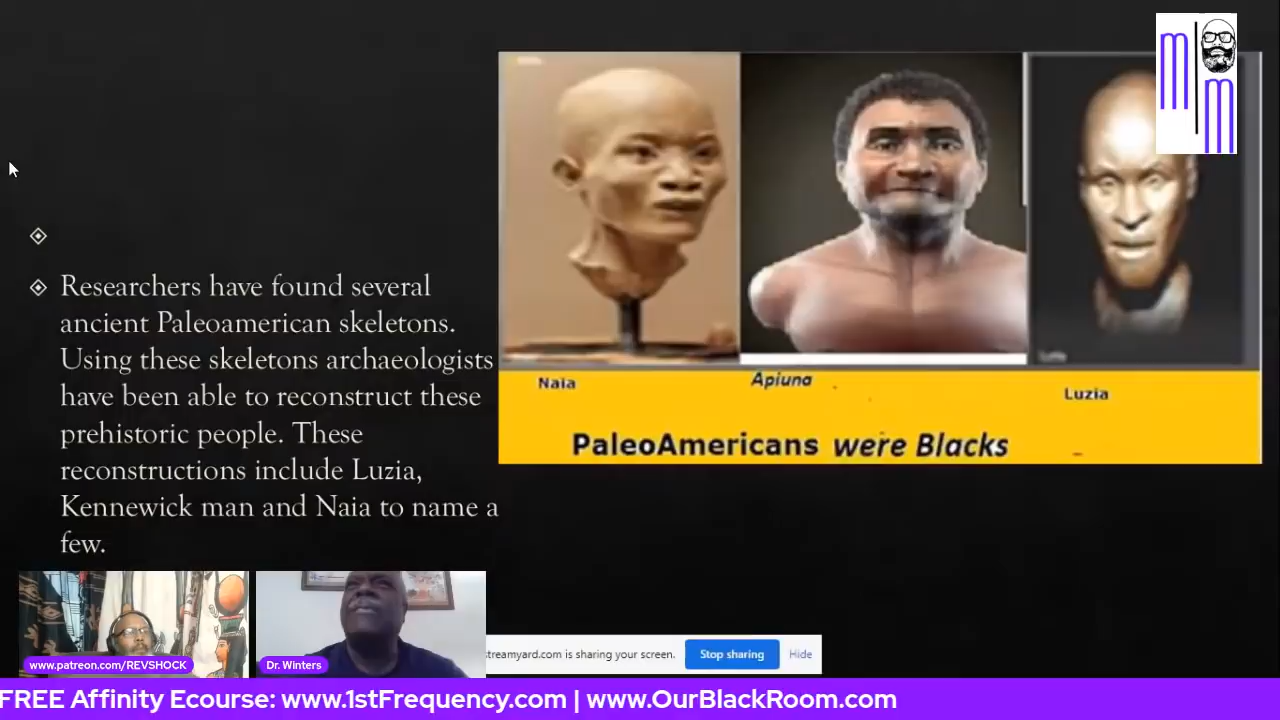 Researchers have found several
ancient Paleoamerican skeletons.
Using these skeletons archaeologists
have been able to reconstruct these
prehistoric people. These
reconstructions include Luzia,
Kennewick man and Naia to name a
few.
m
m
Naia
Apiuna
Luzia
PaleoAmericans were Blacks
www.patreon.com/REVSHOCK
Dr. Winters
streamyard.com is sharing your screen.
Stop sharing
Hide
FREE Affinity Ecourse: www.1stFrequency.com | www.OurBlackRoom.com